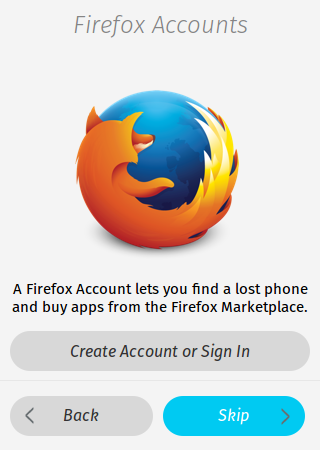 Firefox Accounts
A Firefox Account lets you find a lost phone
and buy apps from the Firefox Marketplace.
Create Account or Sign In
Back
Skip